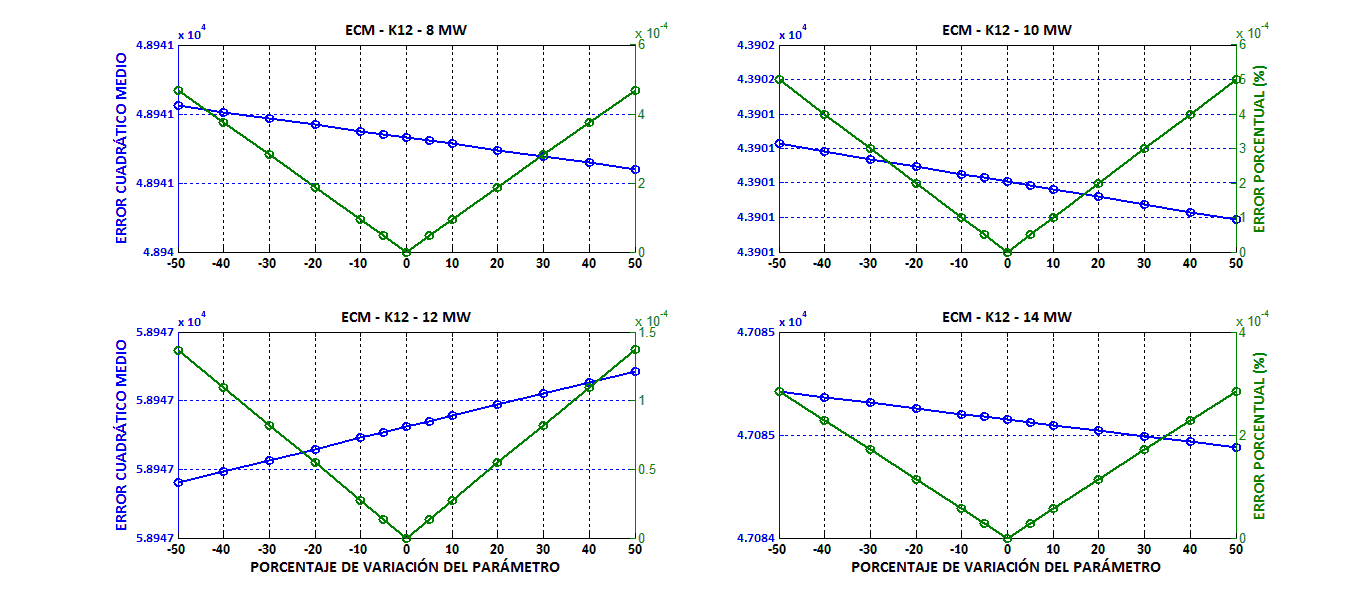 ECM - K12 - 8 MW
x 10^4
x 10^-4
4.8941
4.8941
4.8941
4.894
6
4
2
0
ERROR CUADRÁTICO MEDIO
-50 -40 -30 -20 -10 0 10 20 30 40 50
ECM - K12 - 10 MW
x 10^4
x 10^-4
4.3902
4.3902
4.3901
4.3901
4.3901
4.3901
4.3901
6
5
4
3
2
1
0
ERROR PORCENTUAL (%)
-50 -40 -30 -20 -10 0 10 20 30 40 50
ECM - K12 - 12 MW
x 10^4
x 10^-4
5.8947
5.8947
5.8947
5.8947
1.5
1
0.5
0
ERROR CUADRÁTICO MEDIO
-50 -40 -30 -20 -10 0 10 20 30 40 50
PORCENTAJE DE VARIACIÓN DEL PARÁMETRO
ECM - K12 - 14 MW
x 10^4
x 10^-4
4.7085
4.7085
4.7084
4
2
0
ERROR PORCENTUAL (%)
-50 -40 -30 -20 -10 0 10 20 30 40 50
PORCENTAJE DE VARIACIÓN DEL PARÁMETRO